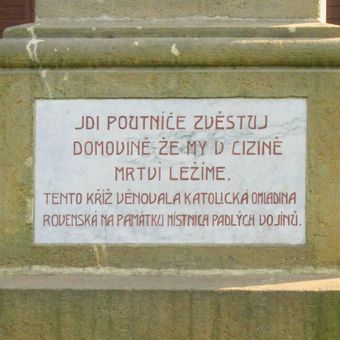 JDI POUTNÍČE ZVĚSTUJ
DOMOVINĚ ŽE MY V CIZINĚ
MRTVI LEŽÍME.
TENTO KŘÍŽ VĚNOVALA KATOLICKÁ OMLADINA
ROVENSKÁ NA PAMÁTKU MÍSTNÍCH PADLÝCH VOJÍNŮ.